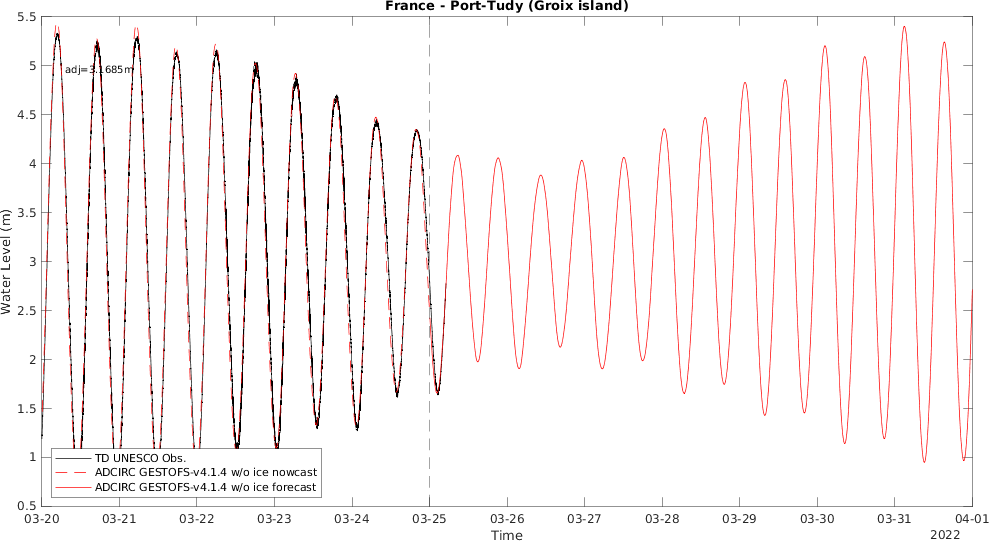 France - Port-Tudy (Groix island)
5.5
5
4.5
4
3.5
3
2.5
2
1.5
1
0.5
Water Level (m)
adj=3.1685m
TD UNESCO Obs.
ADCIRC GESTOFS-v4.1.4 w/o ice nowcast
ADCIRC GESTOFS-v4.1.4 w/o ice forecast
03-20 03-21 03-22 03-23 03-24 03-25 03-26 03-27 03-28 03-29 03-30 03-31 04-01
Time
2022